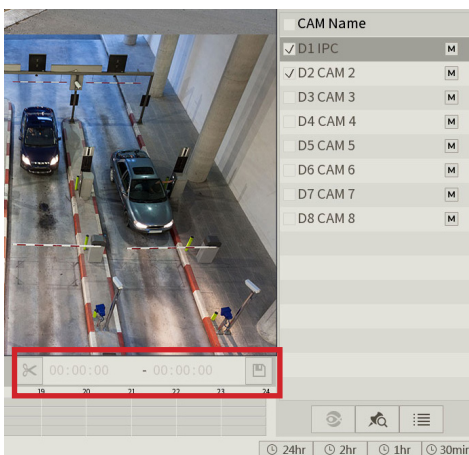 CAM Name
D1 IPC M
D2 CAM 2 M
D3 CAM 3 M
D4 CAM 4 M
D5 CAM 5 M
D6 CAM 6 M
D7 CAM 7 M
D8 CAM 8 M
00:00:00 - 00:00:00
19 20 21 22 23 24
24hr 2hr 1hr 30min